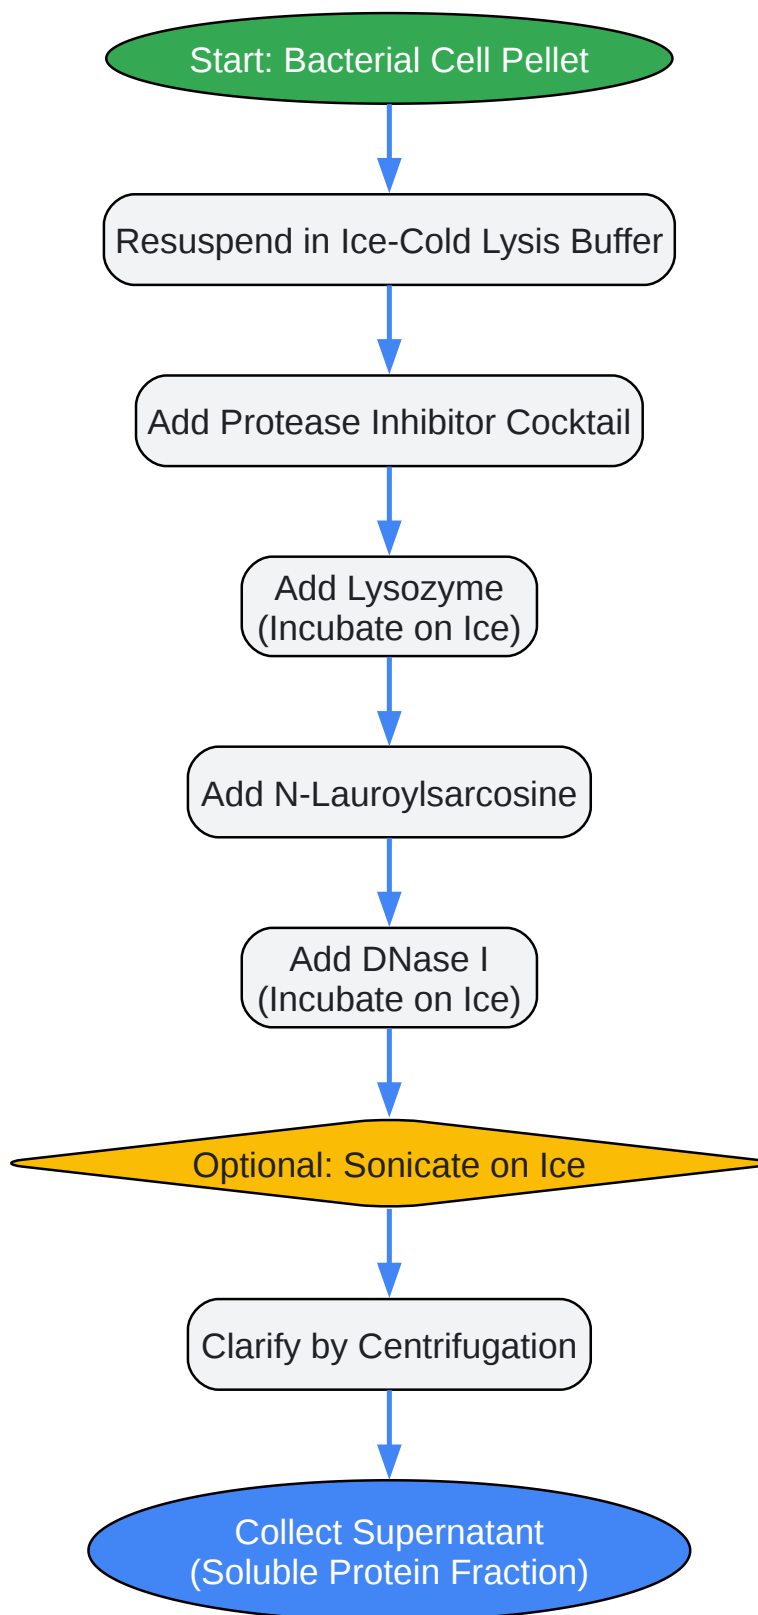 Start: Bacterial Cell Pellet
Resuspend in Ice-Cold Lysis Buffer
Add Protease Inhibitor Cocktail
Add Lysozyme
(Incubate on Ice)
Add N-Lauroylsarcosine
Add DNase I
(Incubate on Ice)
Optional: Sonicate on Ice
Clarify by Centrifugation
Collect Supernatant
(Soluble Protein Fraction)